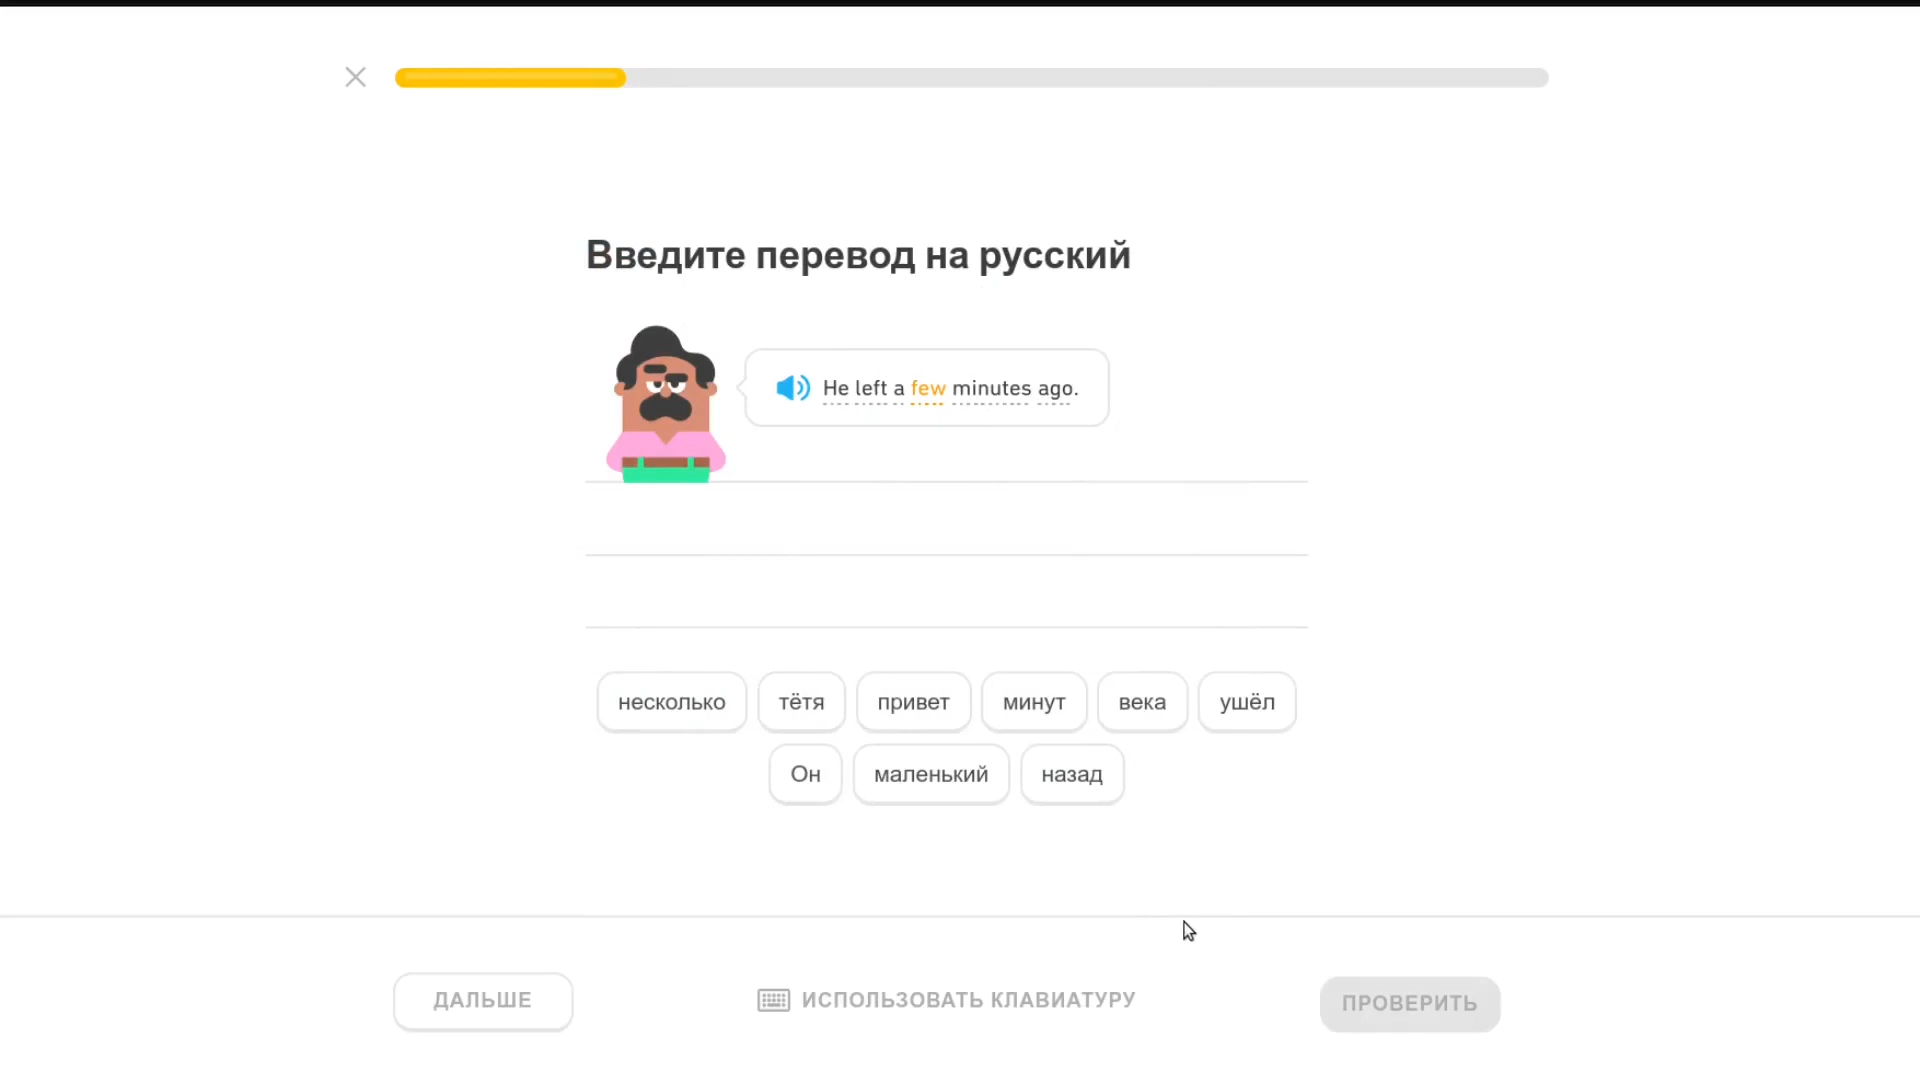 Введите перевод на русский
He left a few minutes ago.
несколько тётя привет минут века ушёл
Он маленький назад
ДАЛЬШЕ ИСПОЛЬЗОВАТЬ КЛАВИАТУРУ ПРОВЕРИТЬ